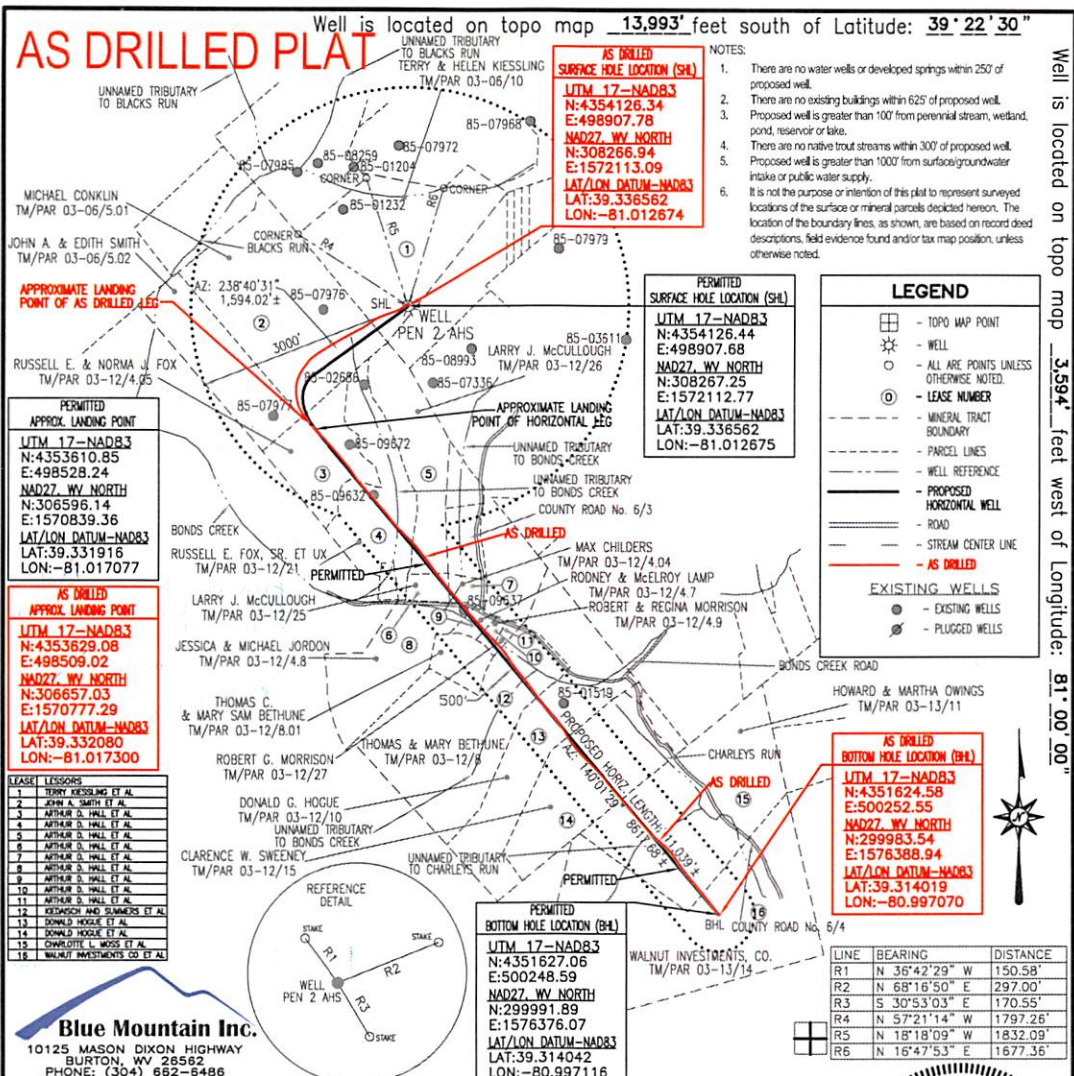 AS DRILLED PLAT
Well is located on topo map 13,993' feet south of Latitude: 39°22'30"
Well is located on topo map 3,594' feet west of Longitude: 81°00'00"
UNNAMED TRIBUTARY
TO BLACKS RUN
UNNAMED TRIBUTARY
TO BLACKS RUN
TERRY & HELEN KIESSLING
TM/PAR 03-06/10
AS DRILLED
SURFACE HOLE LOCATION (SHL)
UTM 17-NAD83
N:4354126.34
E:498907.78
NAD27, WV NORTH
N:308266.94
E:1572113.09
LAT/LON DATUM-NAD83
LAT:39.336562
LON:-81.012674
NOTES:
1. There are no water wells or developed springs within 250' of
proposed well.
2. There are no existing buildings within 625' of proposed well.
3. Proposed well is greater than 100' from perennial stream, wetland,
pond, reservoir or lake.
4. There are no native trout streams within 300' of proposed well.
5. Proposed well is greater than 1000' from surface/groundwater
intake or public water supply.
6. It is not the purpose or intention of this plat to represent surveyed
locations of the surface or mineral parcels depicted hereon. The
location of the boundary lines, as shown, are based on record deed
descriptions, field evidence found and/or tax map position, unless
otherwise noted.
85-07968
85-07972
85-08259
85-01204
85-07985
CORNER
CORNER
85-01232
MICHAEL CONKLIN
TM/PAR 03-06/5.01
CORNER
BLACKS RUN
R4
R5
R6
1
85-07979
JOHN A. & EDITH SMITH
TM/PAR 03-06/5.02
APPROXIMATE LANDING
POINT OF AS DRILLED LEG
AZ: 238°40'31"
1,594.02'±
85-07976
SHL
WELL
PEN 2 AHS
2
3000'
85-03611
85-08993
LARRY J. McCULLOUGH
TM/PAR 03-12/26
RUSSELL E. & NORMA J. FOX
TM/PAR 03-12/4.05
85-02686
85-07336
85-07977
APPROXIMATE LANDING
POINT OF HORIZONTAL LEG
85-09672
PERMITTED
SURFACE HOLE LOCATION (SHL)
UTM 17-NAD83
N:4354126.44
E:498907.68
NAD27, WV NORTH
N:308267.25
E:1572112.77
LAT/LON DATUM-NAD83
LAT:39.336562
LON:-81.012675
LEGEND
- TOPO MAP POINT
- WELL
- ALL ARE POINTS UNLESS
OTHERWISE NOTED.
0 - LEASE NUMBER
- MINERAL TRACT
BOUNDARY
- PARCEL LINES
- WELL REFERENCE
- PROPOSED
HORIZONTAL WELL
- ROAD
- STREAM CENTER LINE
- AS DRILLED
EXISTING WELLS
- EXISTING WELLS
- PLUGGED WELLS
PERMITTED
APPROX. LANDING POINT
UTM 17-NAD83
N:4353610.85
E:498528.24
NAD27, WV NORTH
N:306596.14
E:1570839.36
LAT/LON DATUM-NAD83
LAT:39.331916
LON:-81.017077
UNNAMED TRIBUTARY
TO BONDS CREEK
UNNAMED TRIBUTARY
TO BONDS CREEK
COUNTY ROAD No. 6/3
3
5
85-09632
4
BONDS CREEK
RUSSELL E. FOX, SR. ET UX
TM/PAR 03-12/21
PERMITTED
AS DRILLED
MAX CHILDERS
TM/PAR 03-12/4.04
RODNEY & McELROY LAMP
TM/PAR 03-12/4.7
ROBERT & REGINA MORRISON
TM/PAR 03-12/4.9
7
85-09637
AS DRILLED
APPROX. LANDING POINT
UTM 17-NAD83
N:4353629.08
E:498509.02
NAD27, WV NORTH
N:306657.03
E:1570777.29
LAT/LON DATUM-NAD83
LAT:39.332080
LON:-81.017300
LARRY J. McCULLOUGH
TM/PAR 03-12/25
6
9
8
11
10
JESSICA & MICHAEL JORDON
TM/PAR 03-12/4.8
BONDS CREEK ROAD
500'
12
85-01519
HOWARD & MARTHA OWINGS
TM/PAR 03-13/11
THOMAS C.
& MARY SAM BETHUNE
TM/PAR 03-12/8.01
THOMAS & MARY BETHUNE
TM/PAR 03-12/8
13
CHARLEYS RUN
ROBERT G. MORRISON
TM/PAR 03-12/27
PROPOSED HORIZ. LENGTH:
AZ: 140°01'29"
AS DRILLED
15
DONALD G. HOGUE
TM/PAR 03-12/10
UNNAMED TRIBUTARY
TO BONDS CREEK
14
CLARENCE W. SWEENEY
TM/PAR 03-12/15
UNNAMED TRIBUTARY
TO CHARLEYS RUN
PERMITTED
AS DRILLED
BOTTOM HOLE LOCATION (BHL)
UTM 17-NAD83
N:4351624.58
E:500252.55
NAD27, WV NORTH
N:299983.54
E:1576388.94
LAT/LON DATUM-NAD83
LAT:39.314019
LON:-80.997070
LEASE LESSORS
1 TERRY KIESSLING ET AL
2 JOHN A. SMITH ET AL
3 ARTHUR D. HALL ET AL
4 ARTHUR D. HALL ET AL
5 ARTHUR D. HALL ET AL
6 ARTHUR D. HALL ET AL
7 ARTHUR D. HALL ET AL
8 ARTHUR D. HALL ET AL
9 ARTHUR D. HALL ET AL
10 ARTHUR D. HALL ET AL
11 ARTHUR D. HALL ET AL
12 AND SUMMERS ET AL
13 DONALD HOGUE ET AL
14 DONALD HOGUE ET AL
15 CHARLOTTE L. MOSS ET AL
16 WALNUT INVESTMENTS CO ET AL
REFERENCE
DETAIL
STAKE
STAKE
R1
R2
WELL
PEN 2 AHS
R3
STAKE
BHL
16
COUNTY ROAD No. 6/4
WALNUT INVESTMENTS, CO.
TM/PAR 03-13/14
PERMITTED
BOTTOM HOLE LOCATION (BHL)
UTM 17-NAD83
N:4351627.06
E:500248.59
NAD27, WV NORTH
N:299991.89
E:1576376.07
LAT/LON DATUM-NAD83
LAT:39.314042
LON:-80.997116
LINE BEARING DISTANCE
R1 N 36°42'29" W 150.58'
R2 N 68°16'50" E 297.00'
R3 S 30°53'03" E 170.55'
R4 N 57°21'14" W 1797.26'
R5 N 18°18'09" W 1832.09'
R6 N 16°47'53" E 1677.36'
Blue Mountain Inc.
10125 MASON DIXON HIGHWAY
BURTON, WV 26562
PHONE: (304) 662-6486